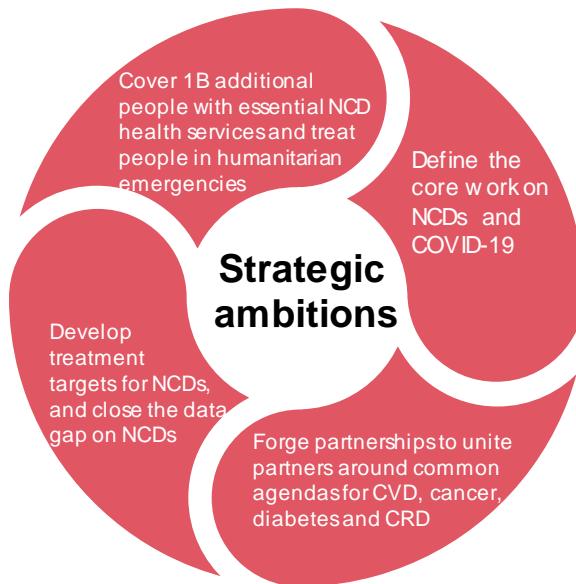 Cover 1B additional
people with essential NCD
health services and treat
people in humanitarian
emergencies
Define the
core work on
NCDs and
COVID-19
Strategic
ambitions
Develop
treatment
targets for NCDs,
and close the data
gap on NCDs
Forge partnerships to unite
partners around common
agendas for CVD, cancer,
diabetes and CRD